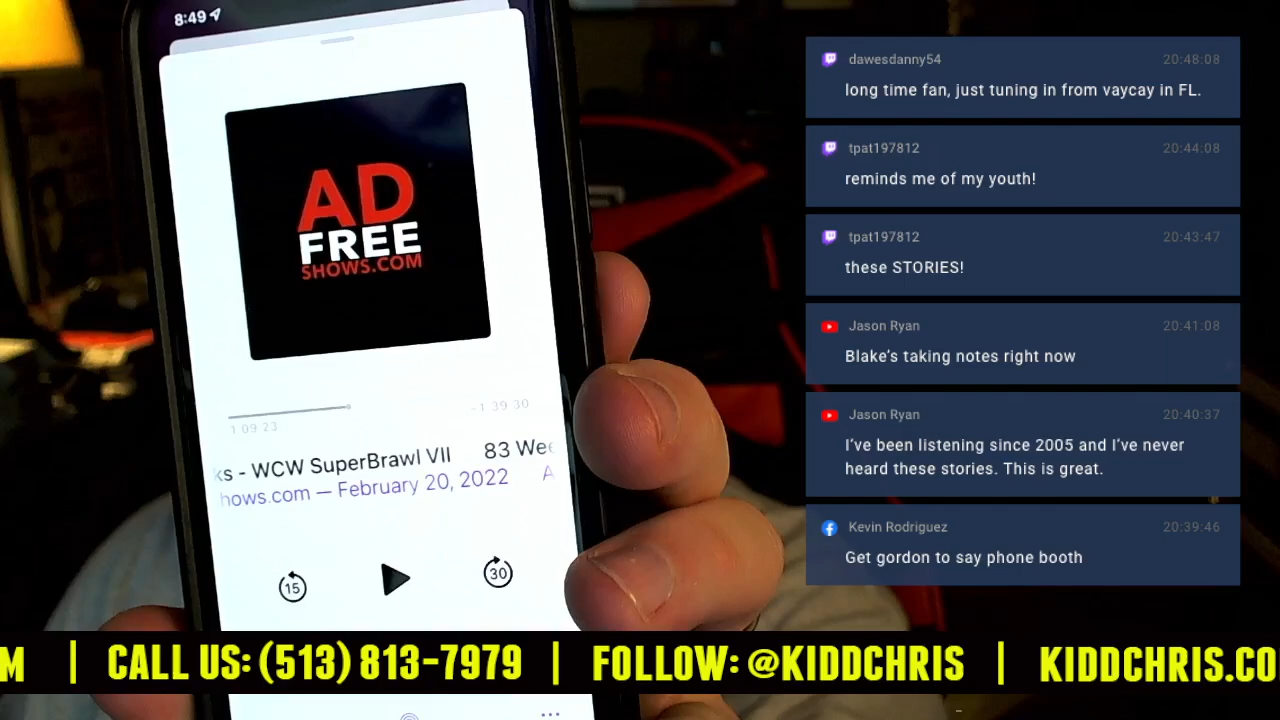 8:49
AD
FREE
SHOWS.COM
1 09 23
-1 39 30
ks - WCW SuperBrawl VII 83 Wee
hows.com — February 20, 2022 A
15
30
dawesdanny54 20:48:08
long time fan, just tuning in from vaycay in FL.
tpat197812 20:44:08
reminds me of my youth!
tpat197812 20:43:47
these STORIES!
Jason Ryan 20:41:08
Blake's taking notes right now
Jason Ryan 20:40:37
I've been listening since 2005 and I've never
heard these stories. This is great.
Kevin Rodriguez 20:39:46
Get gordon to say phone booth
M | CALL US: (513) 813-7979 | FOLLOW: @KIDDCHRIS | KIDDCHRIS.CO